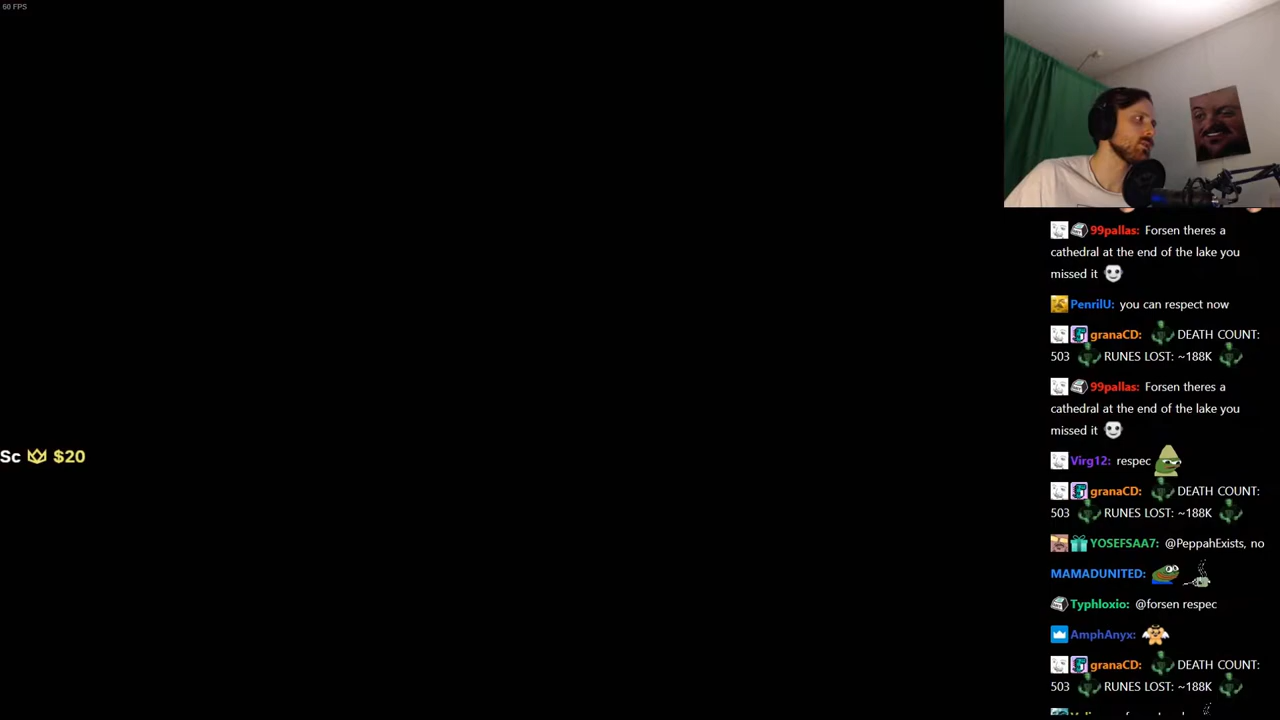 60 FPS
99pallas: Forsen theres a
cathedral at the end of the lake you
missed it
PenrilU: you can respect now
granaCD: DEATH COUNT:
503 RUNES LOST: ~188K
99pallas: Forsen theres a
cathedral at the end of the lake you
missed it
Virg12: respec
Sc $20
granaCD: DEATH COUNT:
503 RUNES LOST: ~188K
YOSEFSAA7: @PeppahExists, no
MAMADUNITED:
Typhloxio: @forsen respec
AmphAnyx:
granaCD: DEATH COUNT:
503 RUNES LOST: ~188K